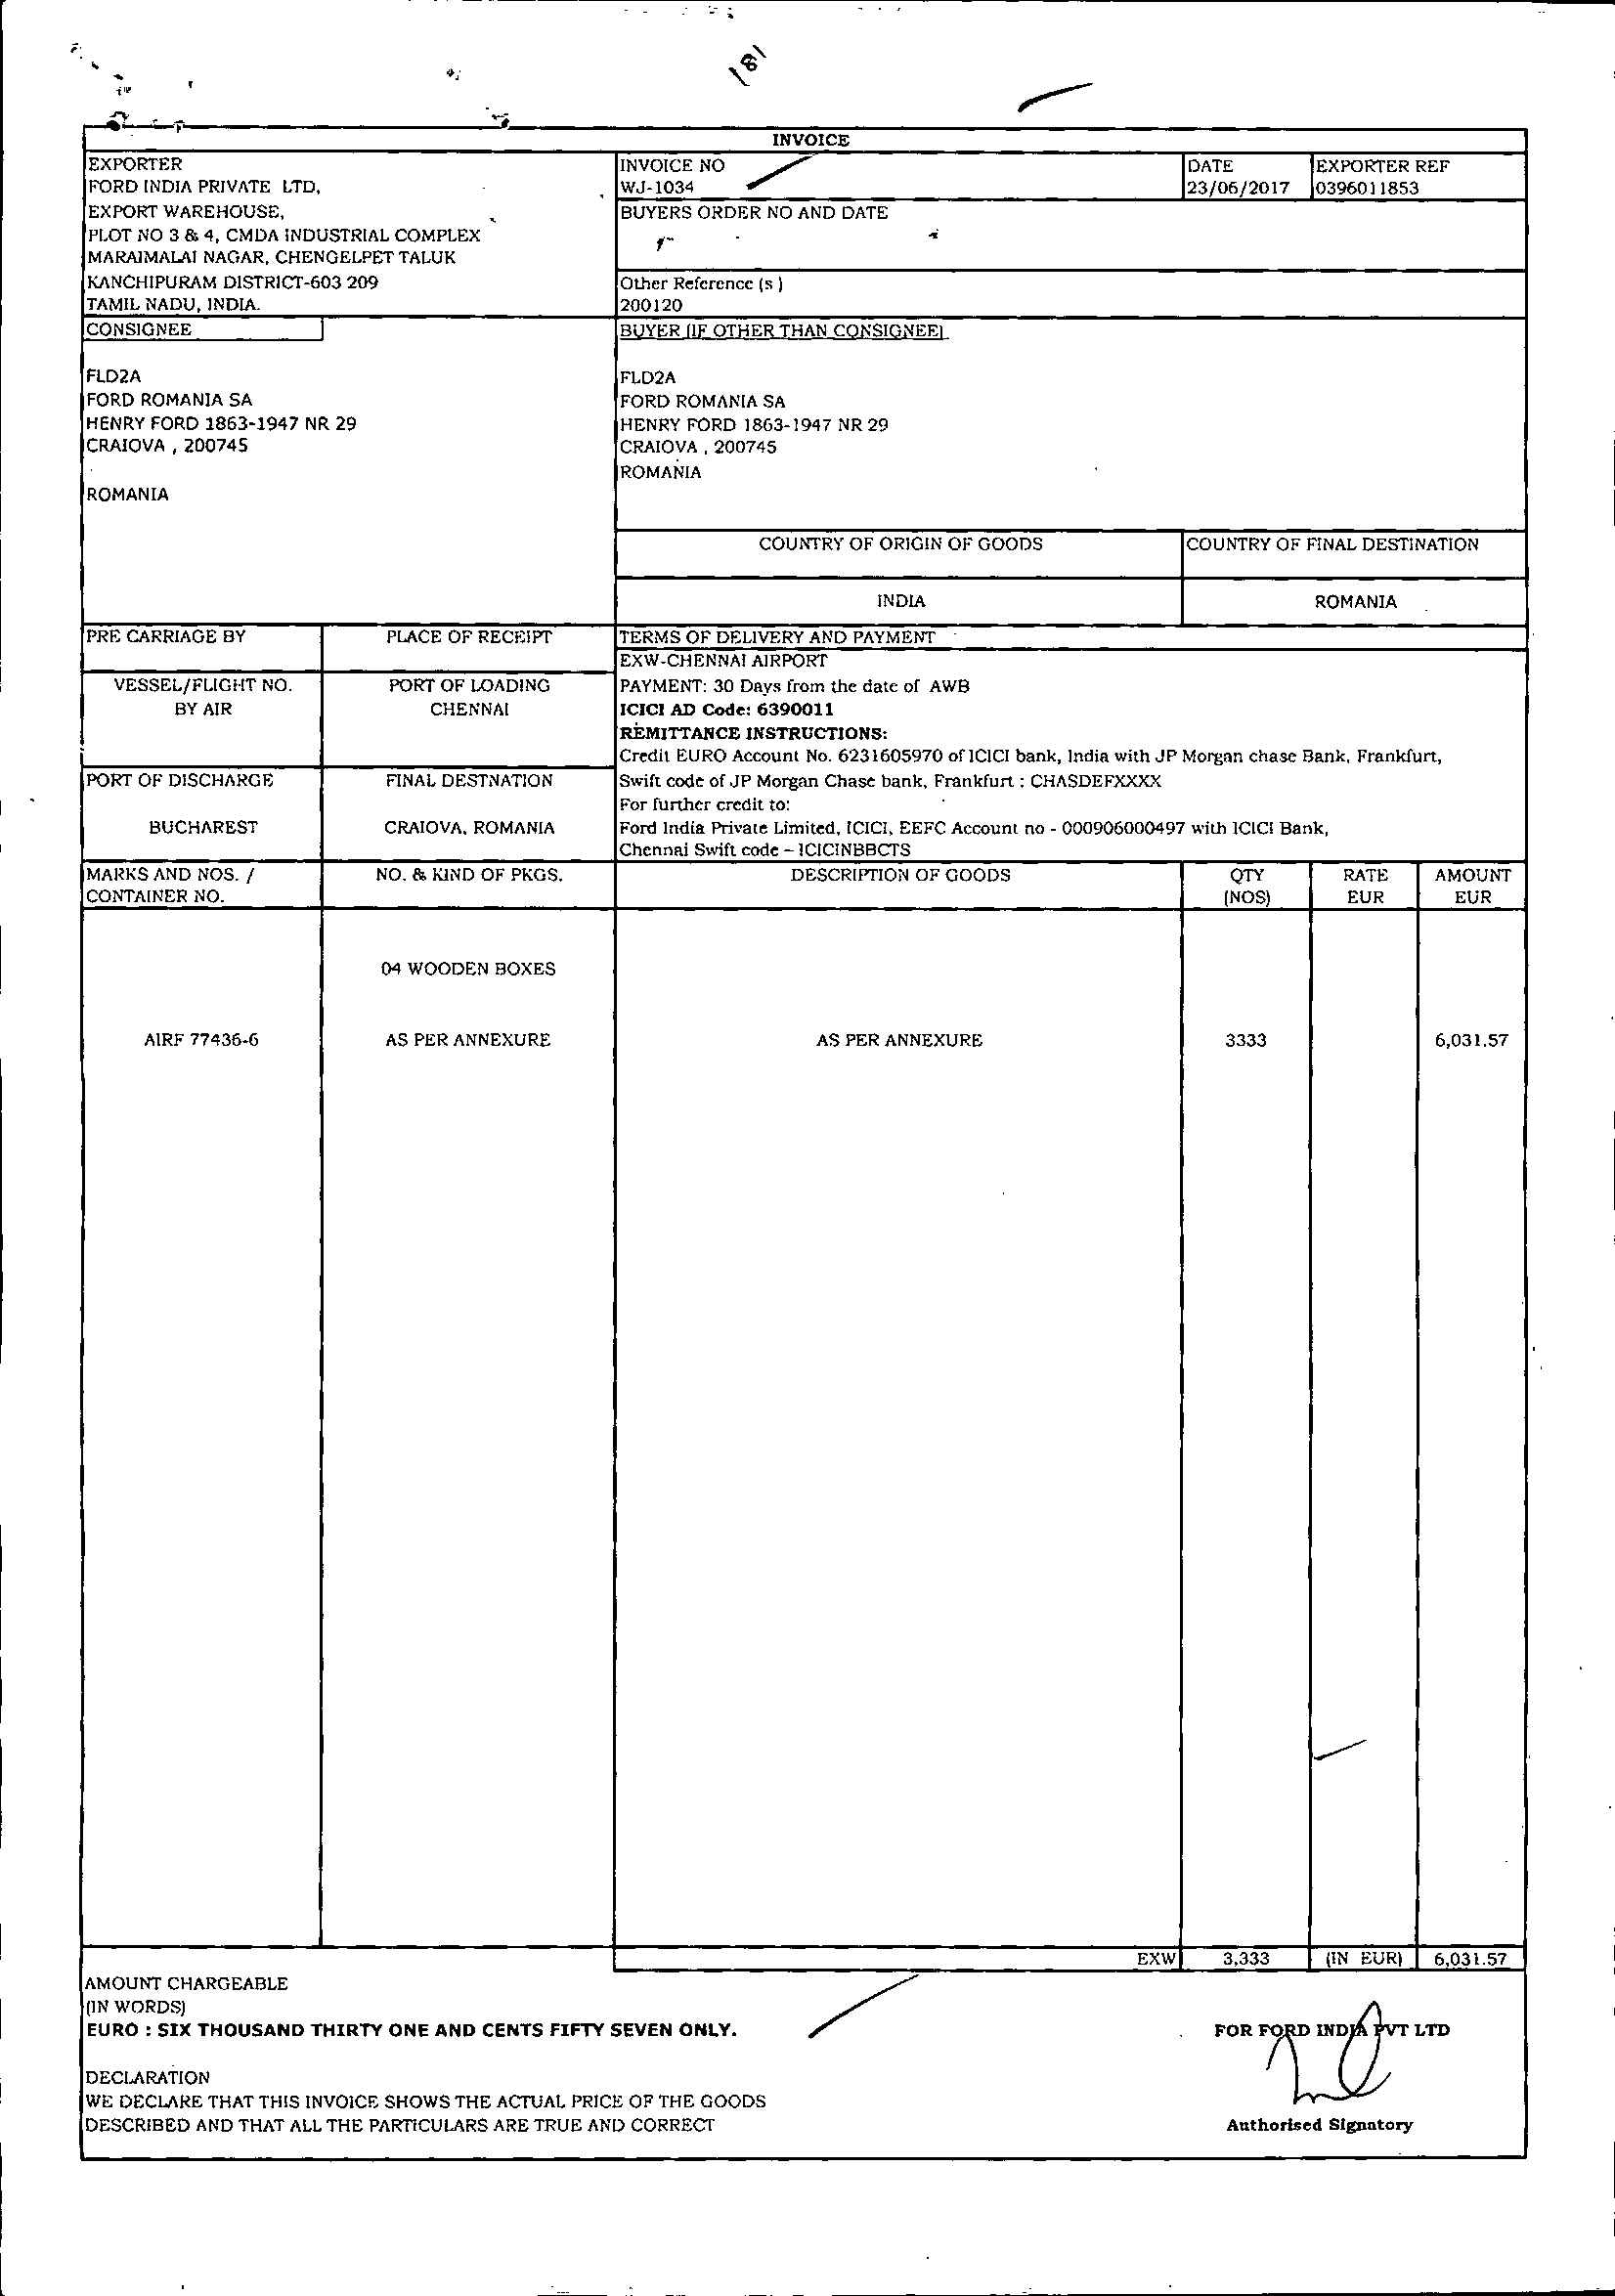 181
INVOICE
EXPORTER
FORD INDIA PRIVATE LTD,
EXPORT WAREHOUSE,
PLOT NO 3 & 4, CMDA INDUSTRIAL COMPLEX
MARAIMALAI NAGAR, CHENGELPET TALUK
KANCHIPURAM DISTRICT-603 209
TAMIL NADU, INDIA.
INVOICE NO
WJ-1034
DATE
23/06/2017
EXPORTER REF
0396011853
BUYERS ORDER NO AND DATE
Other Reference (s )
200120
CONSIGNEE
FLD2A
FORD ROMANIA SA
HENRY FORD 1863-1947 NR 29
CRAIOVA , 200745
ROMANIA
BUYER (IF OTHER THAN CONSIGNEE)
FLD2A
FORD ROMANIA SA
HENRY FORD 1863-1947 NR 29
CRAIOVA , 200745
ROMANIA
COUNTRY OF ORIGIN OF GOODS
INDIA
COUNTRY OF FINAL DESTINATION
ROMANIA
PRE CARRIAGE BY
PLACE OF RECEIPT
VESSEL/FLIGHT NO.
BY AIR
PORT OF LOADING
CHENNAI
PORT OF DISCHARGE
BUCHAREST
FINAL DESTNATION
CRAIOVA, ROMANIA
TERMS OF DELIVERY AND PAYMENT
EXW-CHENNAI AIRPORT
PAYMENT: 30 Days from the date of AWB
ICICI AD Code: 6390011
REMITTANCE INSTRUCTIONS:
Credit EURO Account No. 6231605970 of ICICI bank, India with JP Morgan chase Bank, Frankfurt,
Swift code of JP Morgan Chase bank, Frankfurt : CHASDEFXXXX
For further credit to:
Ford India Private Limited, ICICI, EEFC Account no - 000906000497 with ICICI Bank,
Chennai Swift code – ICICINBBCTS
MARKS AND NOS. /
CONTAINER NO.
NO. & KIND OF PKGS.
DESCRIPTION OF GOODS
QTY
(NOS)
RATE
EUR
AMOUNT
EUR
04 WOODEN BOXES
AIRF 77436-6
AS PER ANNEXURE
AS PER ANNEXURE
3333
6,031.57
EXW
3,333
(IN EUR)
6,031.57
AMOUNT CHARGEABLE
(IN WORDS)
EURO : SIX THOUSAND THIRTY ONE AND CENTS FIFTY SEVEN ONLY.
FOR FORD INDIA PVT LTD
DECLARATION
WE DECLARE THAT THIS INVOICE SHOWS THE ACTUAL PRICE OF THE GOODS
DESCRIBED AND THAT ALL THE PARTICULARS ARE TRUE AND CORRECT
Authorised Signatory